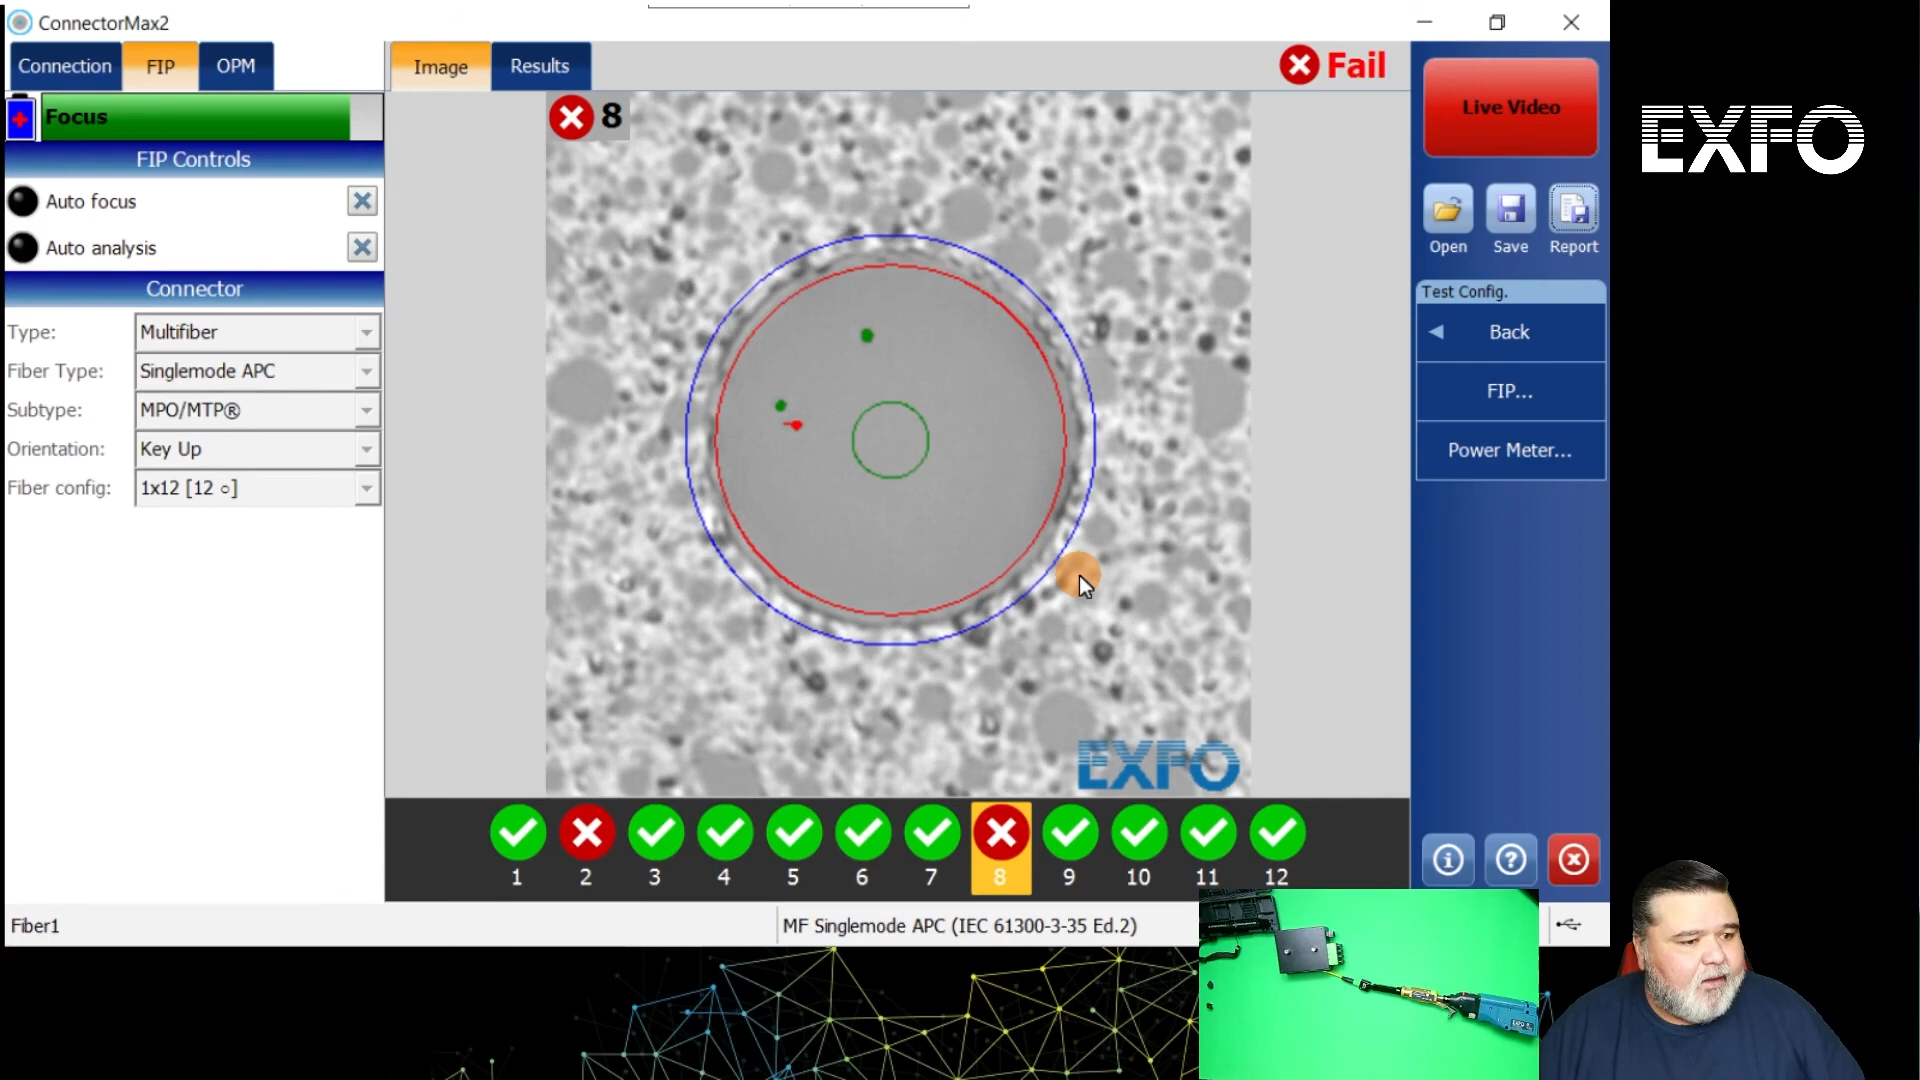 ConnectorMax2
Connection FIP OPM
Image Results
Fail
Live Video
EXFO
Focus
8
FIP Controls
Auto focus
Auto analysis
Open Save Report
Connector
Test Config.
Type: Multifiber
Back
Fiber Type: Singlemode APC
FIP...
Subtype: MPO/MTP®
Orientation: Key Up
Power Meter...
Fiber config: 1x12 [12 ○]
EXFO
1 2 3 4 5 6 7 8 9 10 11 12
Fiber1
MF Singlemode APC (IEC 61300-3-35 Ed.2)
EXFO